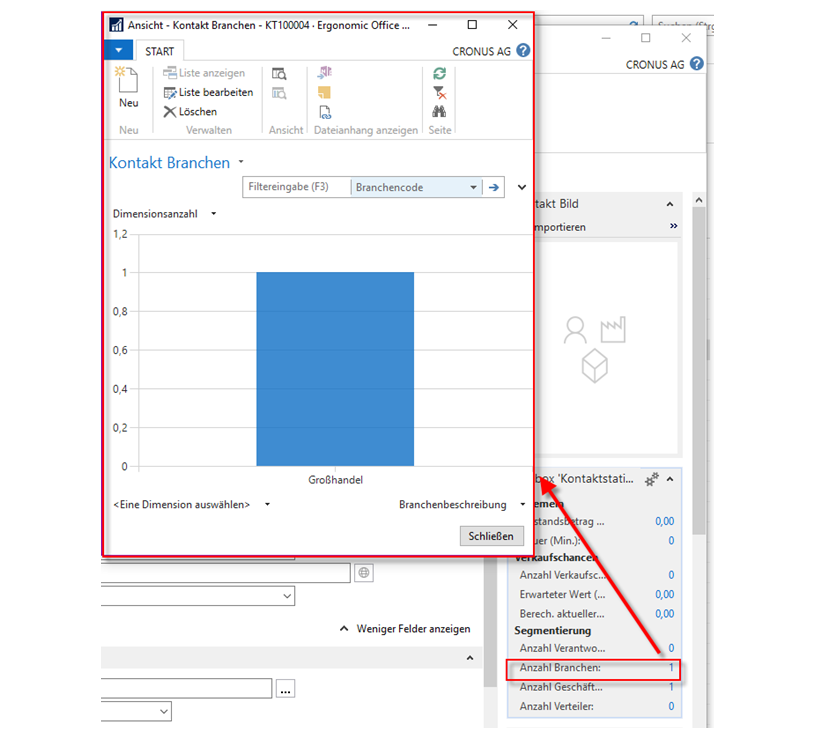 Ansicht - Kontakt Branchen - KT100004 · Ergonomic Office ...
START
CRONUS AG
Neu
Liste anzeigen
Liste bearbeiten
Löschen
Neu
Verwalten
Ansicht
Dateianhang anzeigen
Seite
Kontakt Branchen
Filtereingabe (F3)
Branchencode
Dimensionsanzahl
1,2
1
0,8
0,6
0,4
0,2
0
Großhandel
<Eine Dimension auswählen>
Branchenbeschreibung
Schließen
Suchen (Strg
CRONUS AG
takt Bild
mportieren
box 'Kontaktstati...
emein
standsbetrag ...
0,00
uer (Min.):
0
Verkaufschancen
Anzahl Verkaufsc...
0
Erwarteter Wert (...
0,00
Berech. aktueller...
0,00
Segmentierung
Anzahl Verantwo...
0
Anzahl Branchen:
1
Anzahl Geschäft...
1
Anzahl Verteiler:
0
Weniger Felder anzeigen